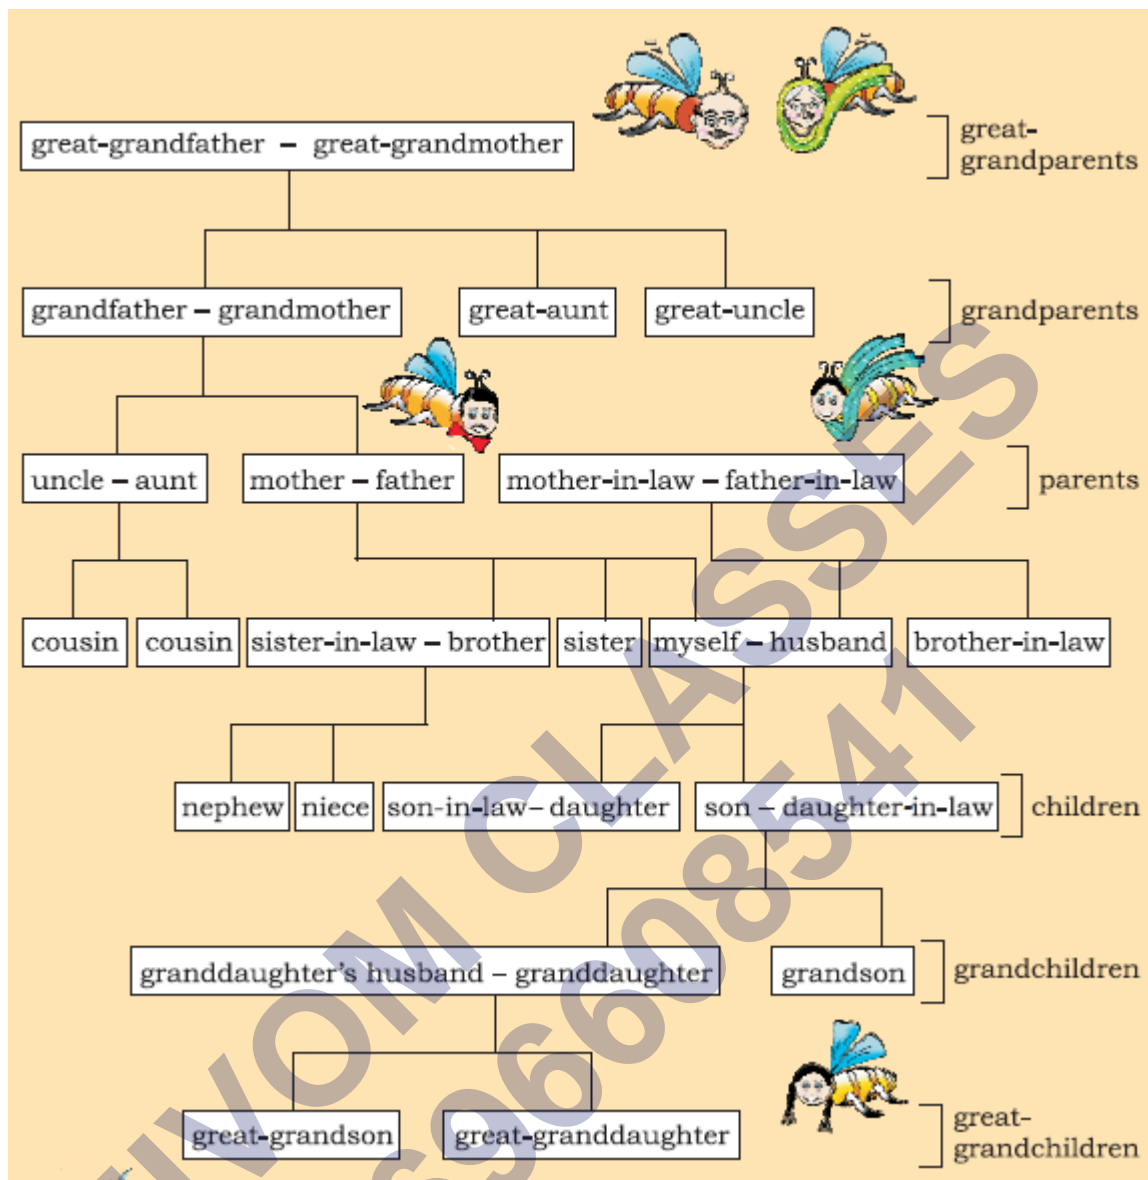 great-grandfather – great-grandmother
great-
grandparents
grandfather – grandmother
great-aunt
great-uncle
grandparents
uncle – aunt
mother – father
mother-in-law – father-in-law
parents
cousin
cousin
sister-in-law – brother
sister
myself – husband
brother-in-law
nephew
niece
son-in-law– daughter
son – daughter-in-law
children
granddaughter's husband – granddaughter
grandson
grandchildren
great-grandson
great-granddaughter
great-
grandchildren
CLASSES